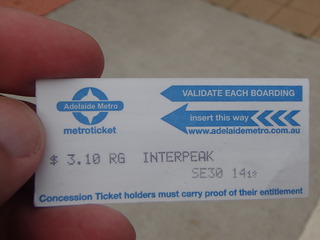 Adelaide Metro
metroticket
VALIDATE EACH BOARDING
insert this way
www.adelaidemetro.com.au
$ 3.10 RG INTERPEAK
SE30 1419
Concession Ticket holders must carry proof of their entitlement